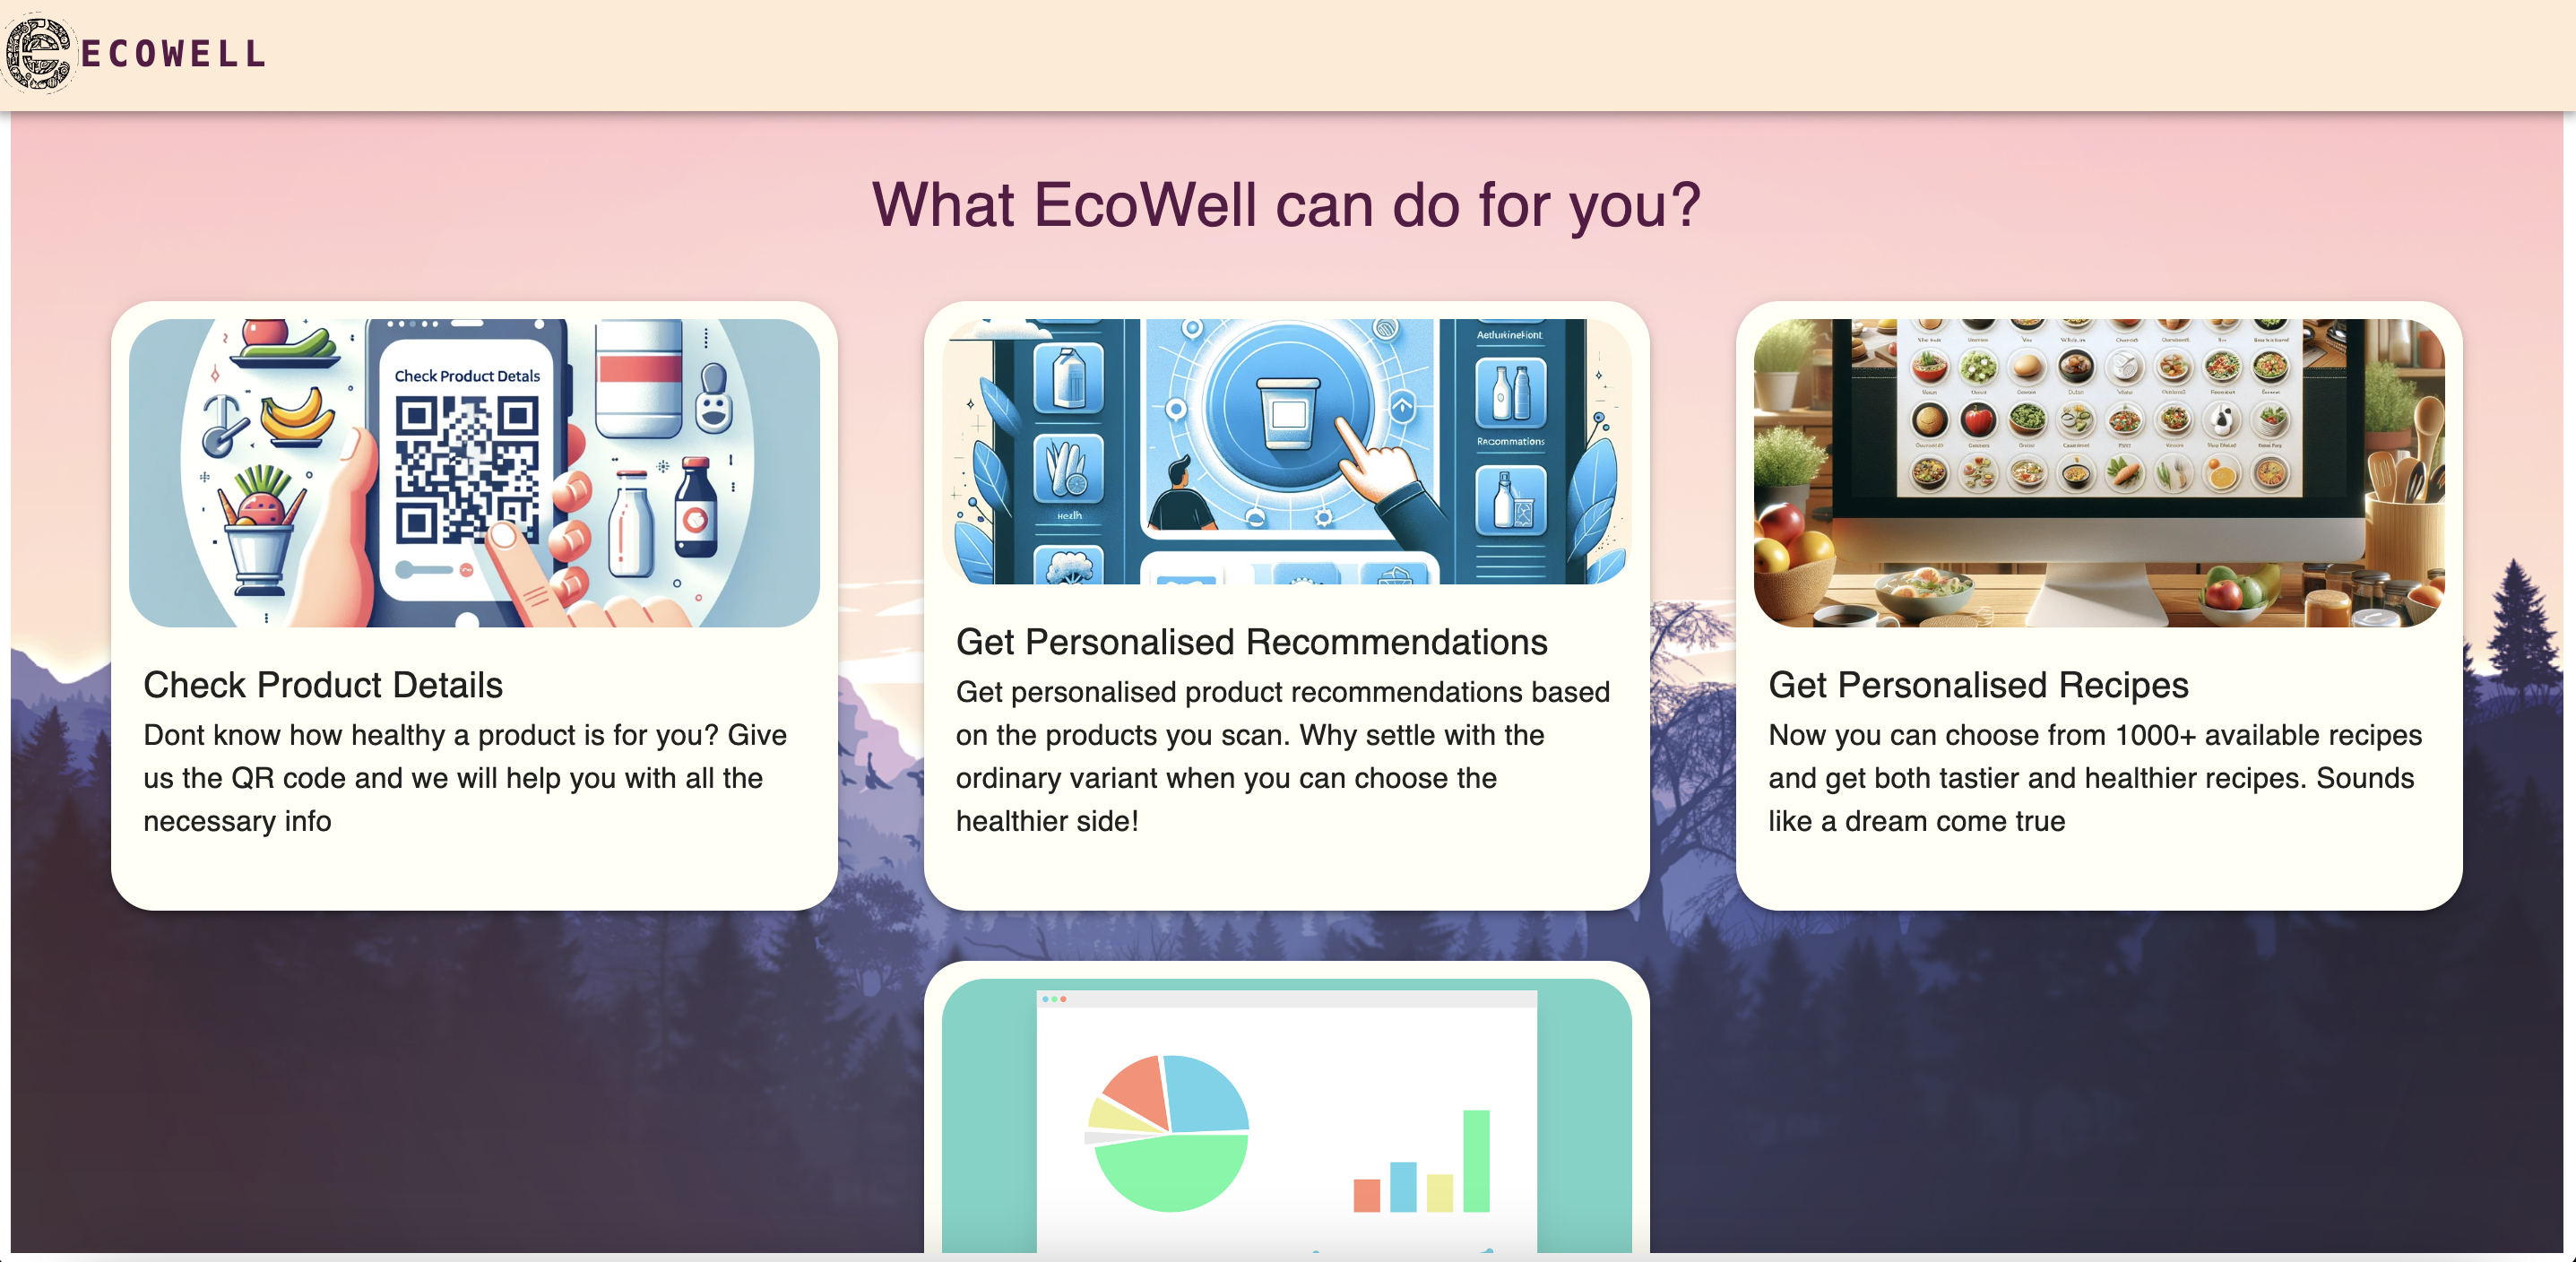 ECOWELL
What EcoWell can do for you?
Check Product Detals
Recommations
Check Product Details
Dont know how healthy a product is for you? Give
us the QR code and we will help you with all the
necessary info
Get Personalised Recommendations
Get personalised product recommendations based
on the products you scan. Why settle with the
ordinary variant when you can choose the
healthier side!
Get Personalised Recipes
Now you can choose from 1000+ available recipes
and get both tastier and healthier recipes. Sounds
like a dream come true